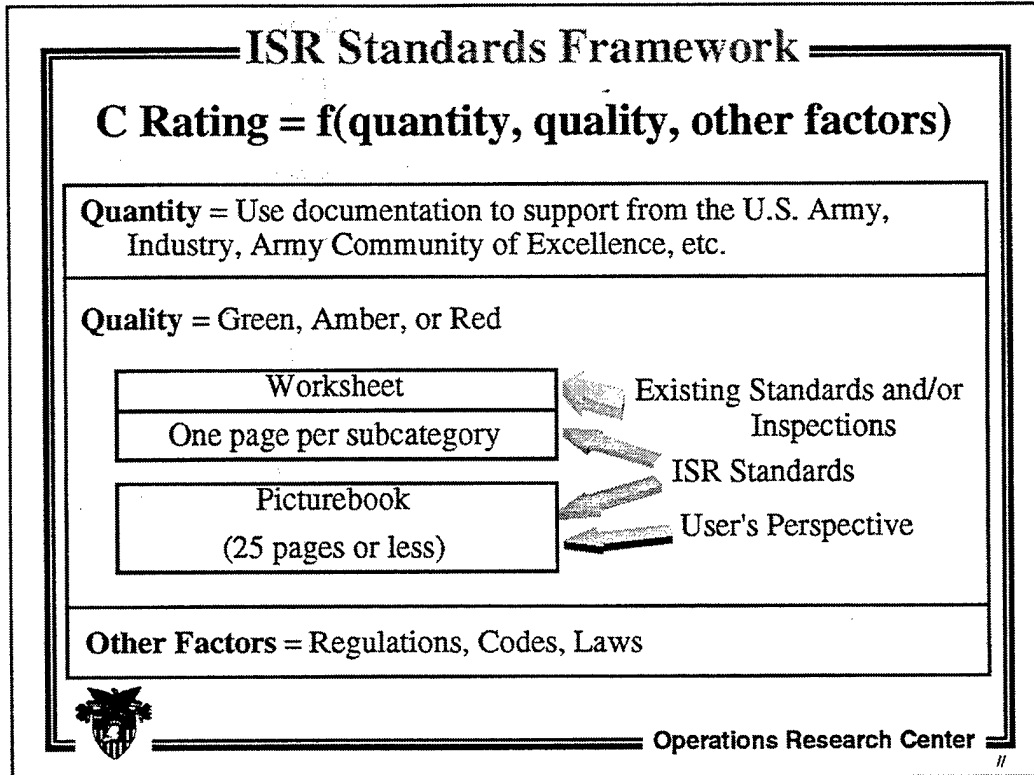 ISR Standards Framework
C Rating = f(quantity, quality, other factors)
Quantity = Use documentation to support from the U.S. Army,
Industry, Army Community of Excellence, etc.
Quality = Green, Amber, or Red
Worksheet
One page per subcategory
Existing Standards and/or
Inspections
ISR Standards
Picturebook
(25 pages or less)
User's Perspective
Other Factors = Regulations, Codes, Laws
Operations Research Center
11